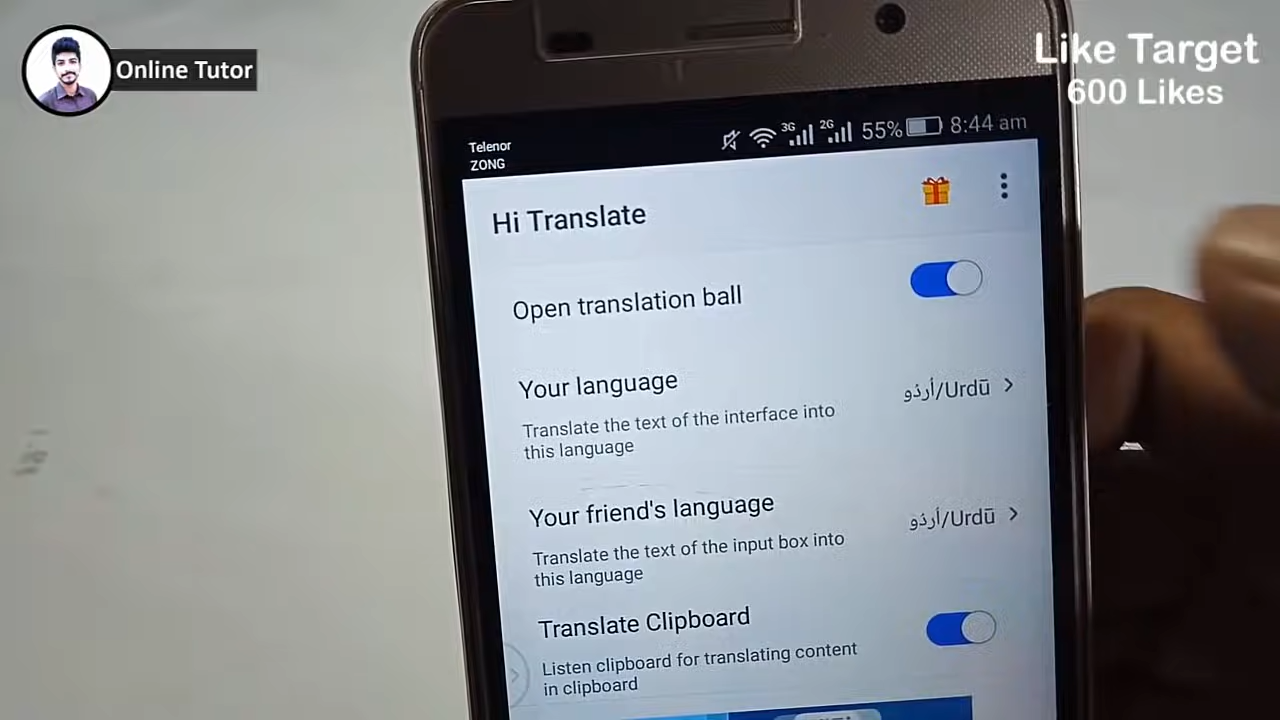 Online Tutor
Like Target
600 Likes
Telenor
ZONG
3G
2G
55%
8:44 am
Hi Translate
Open translation ball
Your language
أردُو/Urdū
Translate the text of the interface into
this language
Your friend's language
أردُو/Urdū
Translate the text of the input box into
this language
Translate Clipboard
Listen clipboard for translating content
in clipboard